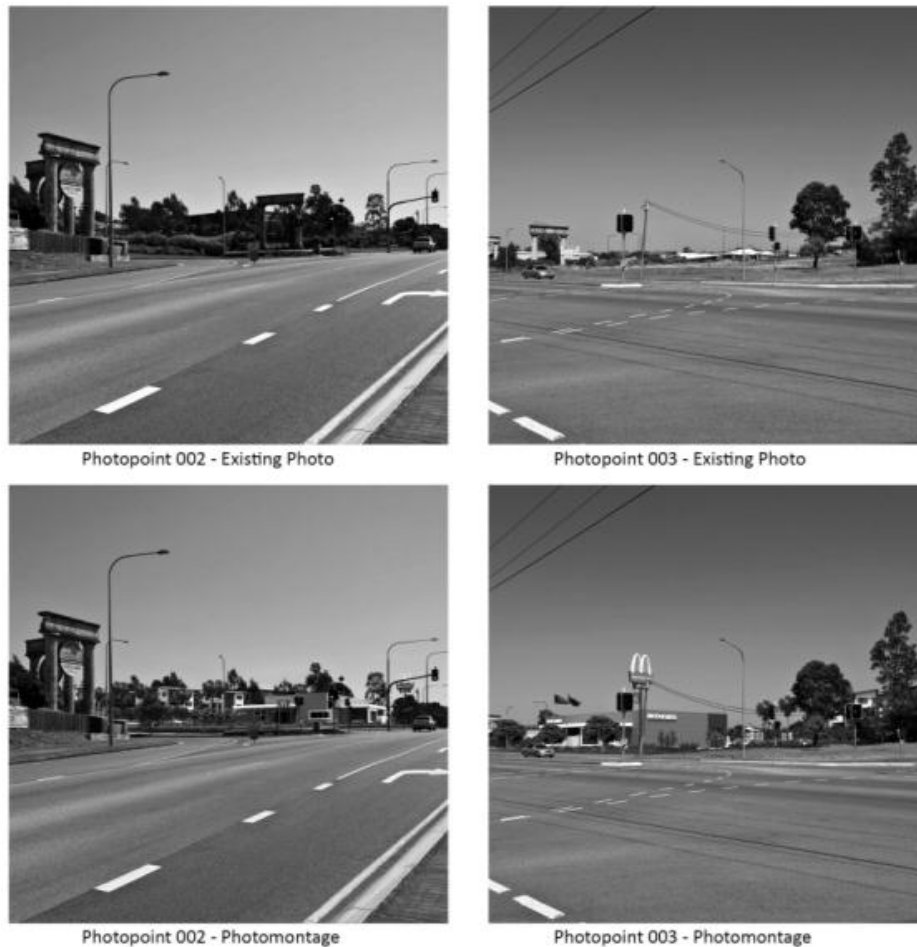 Photopoint 002 - Existing Photo
Photopoint 003 - Existing Photo
Photopoint 002 - Photomontage
Photopoint 003 - Photomontage